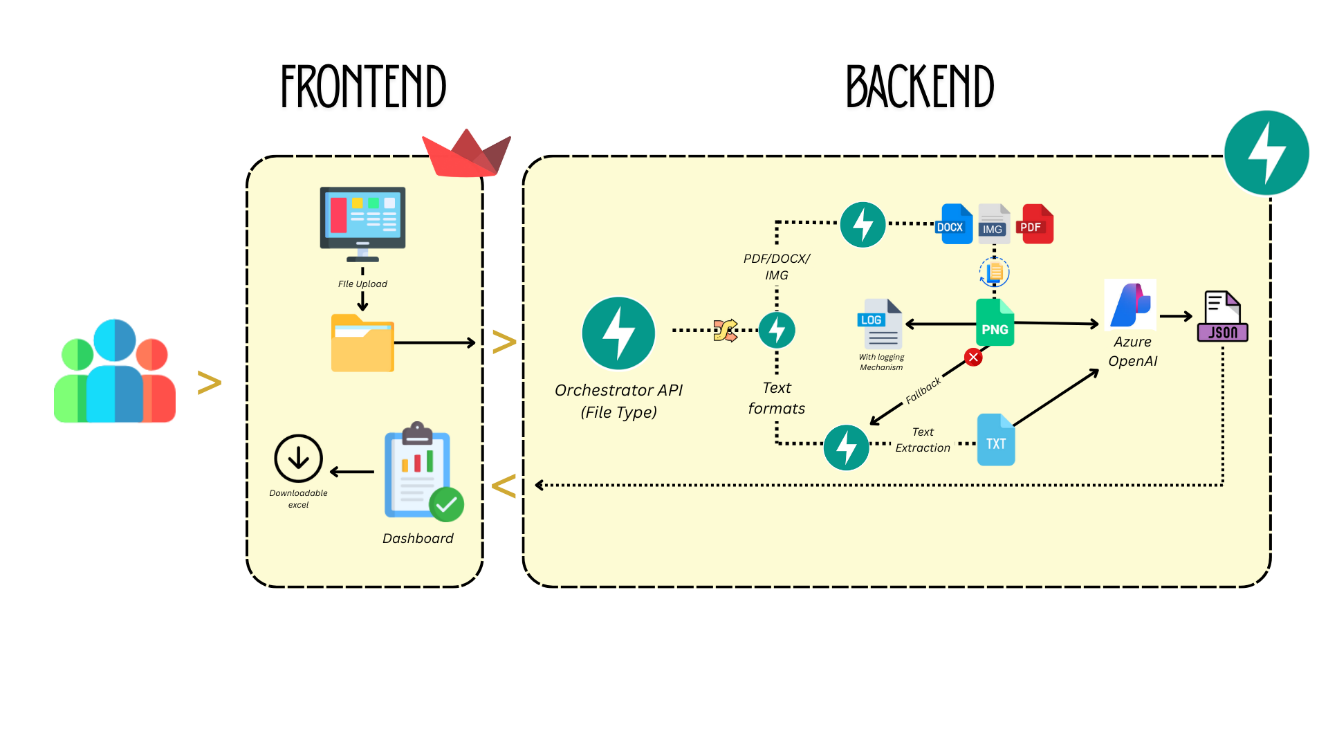 FRONTEND
BACKEND
File Upload
Downloadable
excel
Dashboard
Orchestrator API
(File Type)
PDF/DOCX/
IMG
Text
formats
DOCX
IMG
PDF
LOG
With logging
Mechanism
PNG
Fallback
Text
Extraction
TXT
Azure
OpenAI
JSON